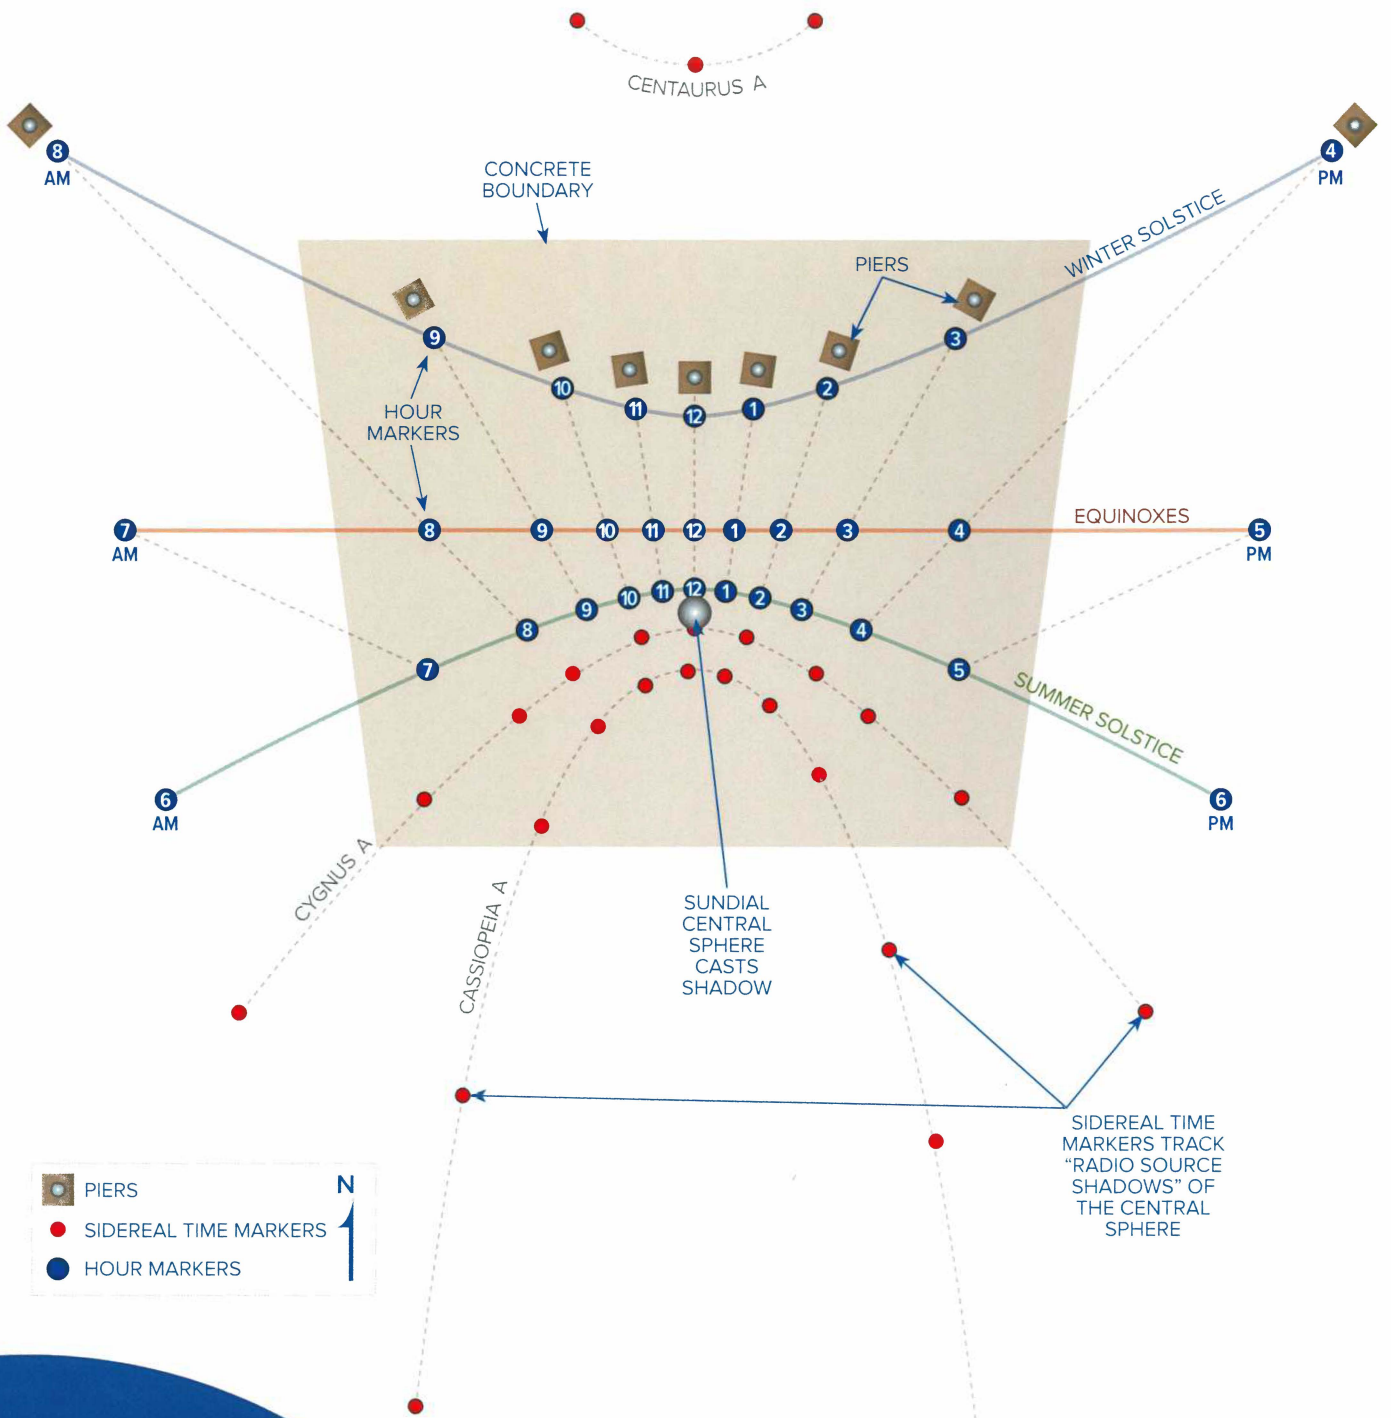 CENTAURUS A
8
AM
4
PM
CONCRETE
BOUNDARY
WINTER SOLSTICE
PIERS
9
3
10
2
11
12
1
HOUR
MARKERS
7
AM
8
9
10
11
12
1
2
3
4
EQUINOXES
5
PM
7
8
9
10
11
12
1
2
3
4
5
SUMMER SOLSTICE
6
AM
6
PM
CYGNUS A
CASSIOPEIA A
SUNDIAL
CENTRAL
SPHERE
CASTS
SHADOW
SIDEREAL TIME
MARKERS TRACK
“RADIO SOURCE
SHADOWS” OF
THE CENTRAL
SPHERE
N
PIERS
SIDEREAL TIME MARKERS
HOUR MARKERS